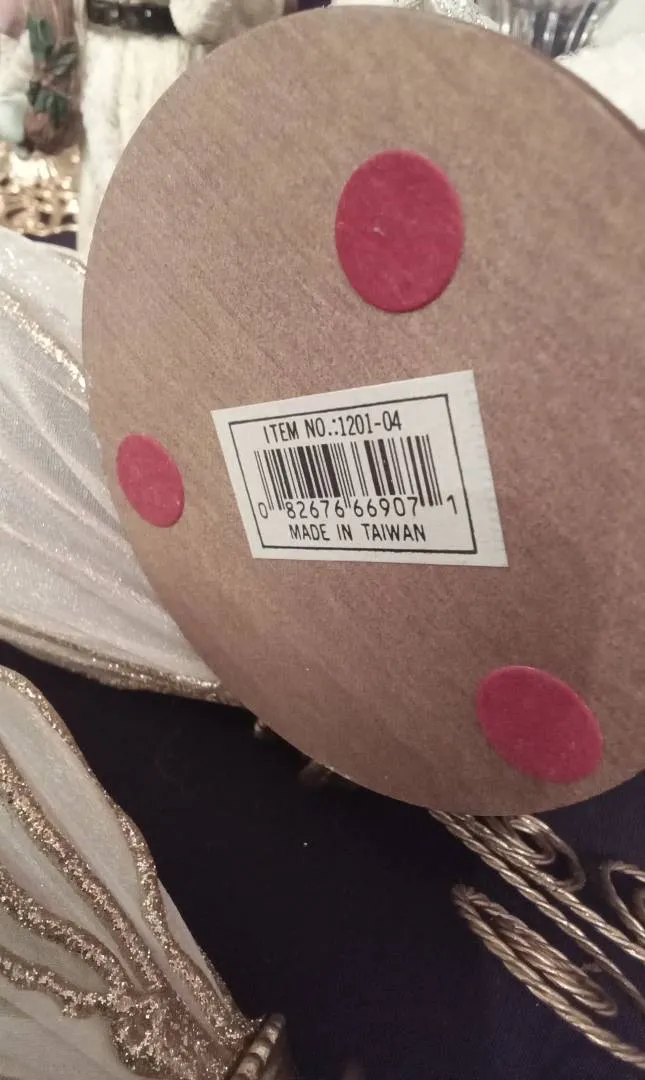 ITEM NO.:1201-04
0 82676 66907 1
MADE IN TAIWAN